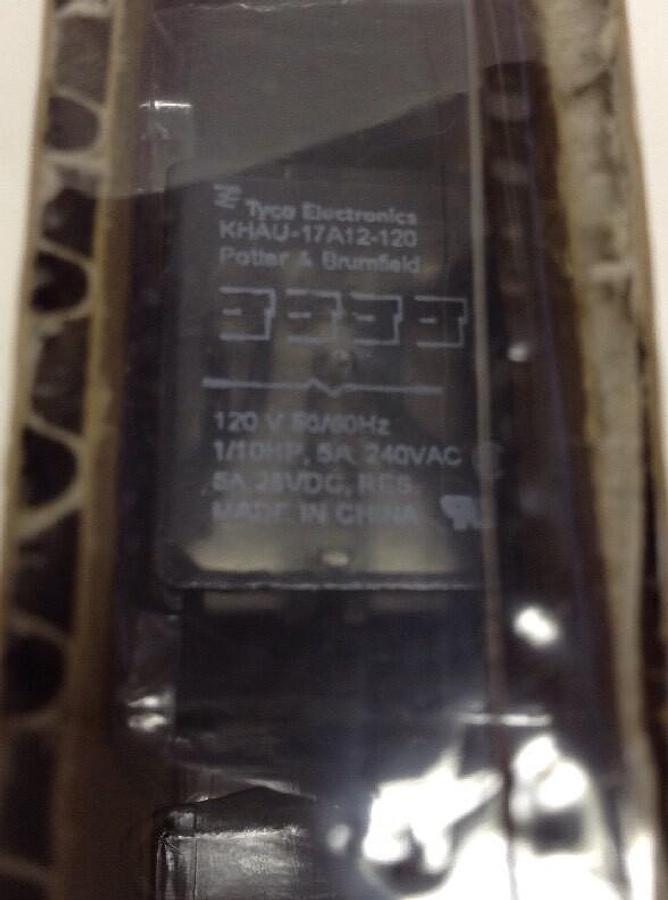 Tyco Electronics
KHAU-17A12-120
Potter & Brumfield
120 V 50/60Hz
1/10HP, 5A 240VAC
5A 28VDC, RES
MADE IN CHINA